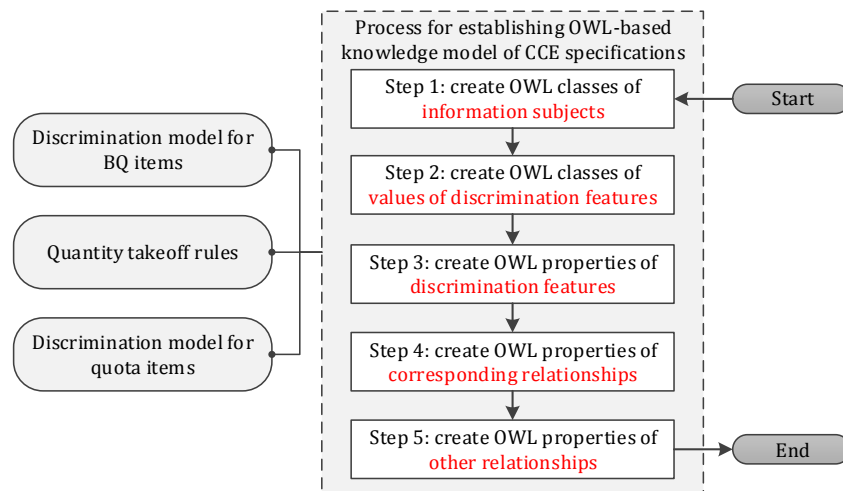 Process for establishing OWL-based
knowledge model of CCE specifications
Step 1: create OWL classes of
information subjects
Start
Discrimination model for
BQ items
Step 2: create OWL classes of
values of discrimination features
Quantity takeoff rules
Step 3: create OWL properties of
discrimination features
Discrimination model for
quota items
Step 4: create OWL properties of
corresponding relationships
Step 5: create OWL properties of
other relationships
End